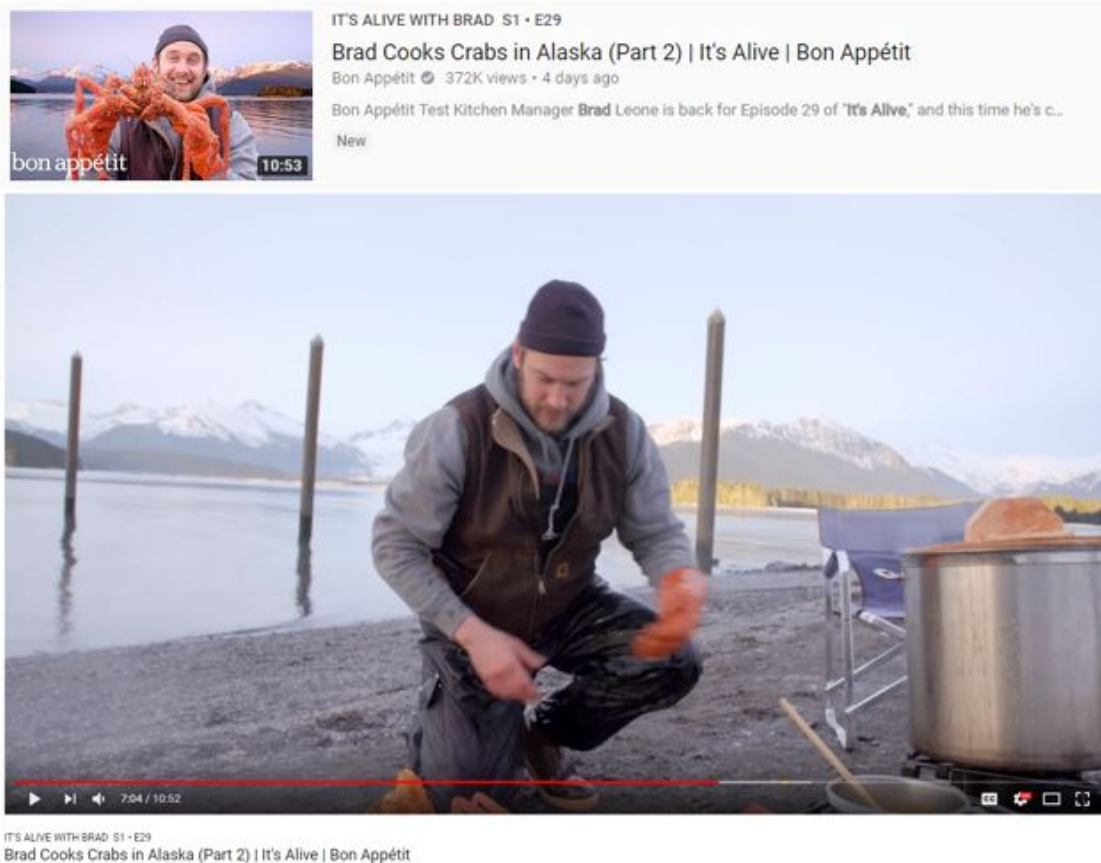 IT'S ALIVE WITH BRAD S1 • E29
Brad Cooks Crabs in Alaska (Part 2) | It's Alive | Bon Appétit
Bon Appétit 372K views • 4 days ago
Bon Appétit Test Kitchen Manager Brad Leone is back for Episode 29 of "It's Alive," and this time he's c...
New
bon appétit
10:53
7:04 / 10:52
CC
IT'S ALIVE WITH BRAD S1 • E29
Brad Cooks Crabs in Alaska (Part 2) | It's Alive | Bon Appétit